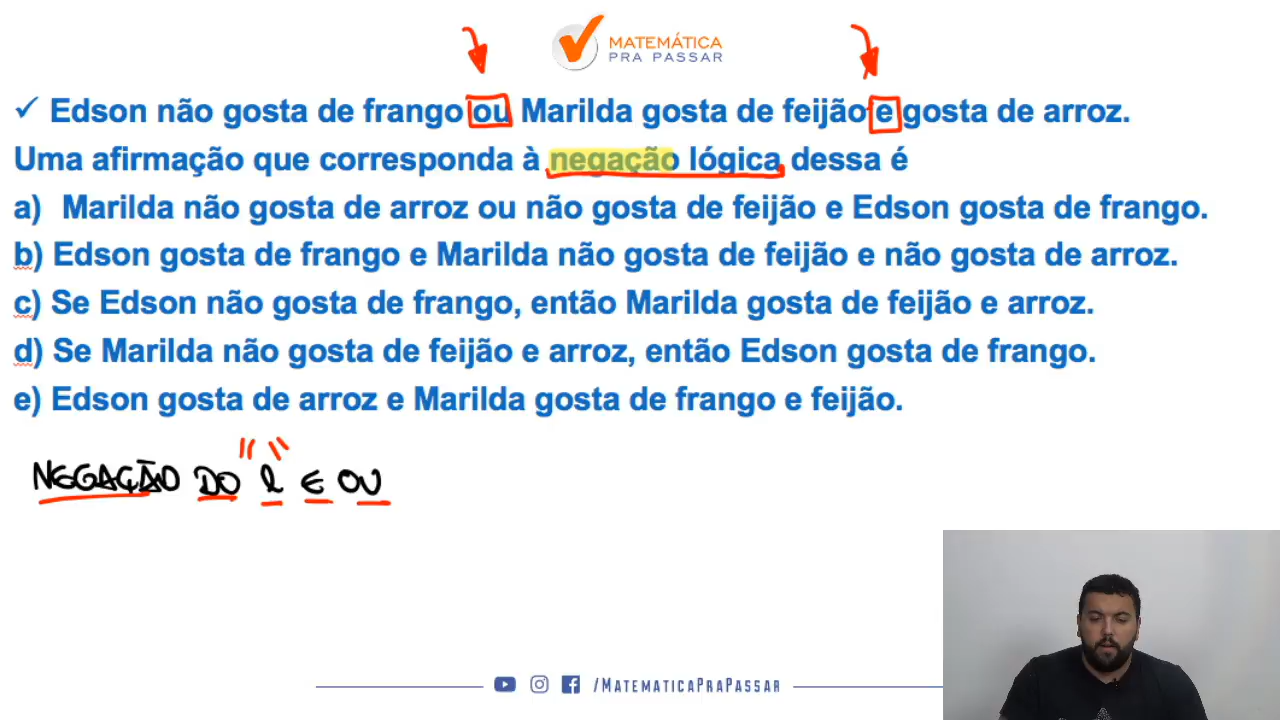 MATEMÁTICA
PRA PASSAR
✓ Edson não gosta de frango ou Marilda gosta de feijão e gosta de arroz.
Uma afirmação que corresponda à negação lógica dessa é
a) Marilda não gosta de arroz ou não gosta de feijão e Edson gosta de frango.
b) Edson gosta de frango e Marilda não gosta de feijão e não gosta de arroz.
c) Se Edson não gosta de frango, então Marilda gosta de feijão e arroz.
d) Se Marilda não gosta de feijão e arroz, então Edson gosta de frango.
e) Edson gosta de arroz e Marilda gosta de frango e feijão.
NEGAÇÃO DO "L" E OU
/MATEMATICAPRAPASSAR